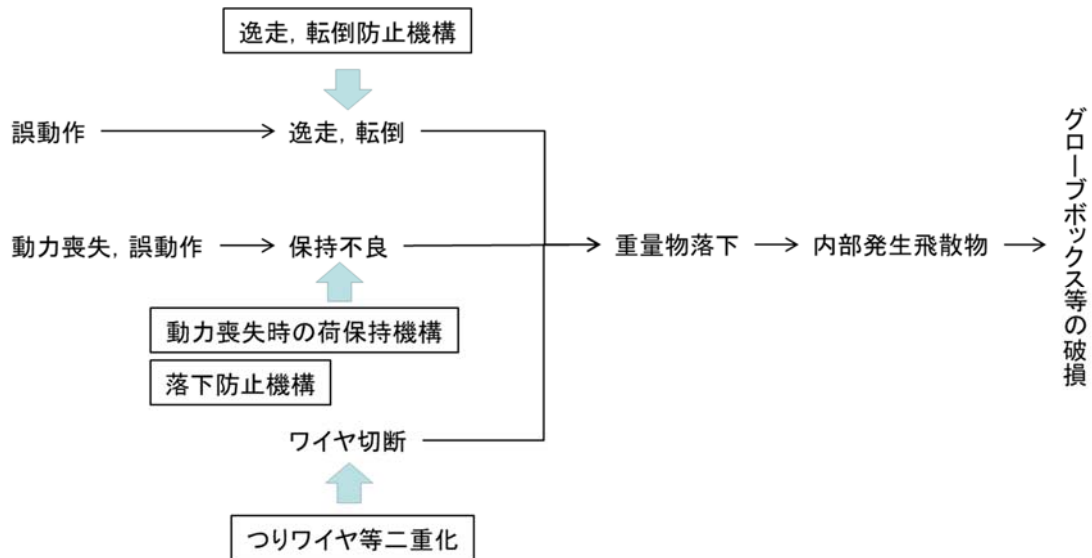 逸走，転倒防止機構
誤動作
逸走，転倒
動力喪失，誤動作
保持不良
重量物落下
内部発生飛散物
グローブボックス等の破損
動力喪失時の荷保持機構
落下防止機構
ワイヤ切断
つりワイヤ等二重化